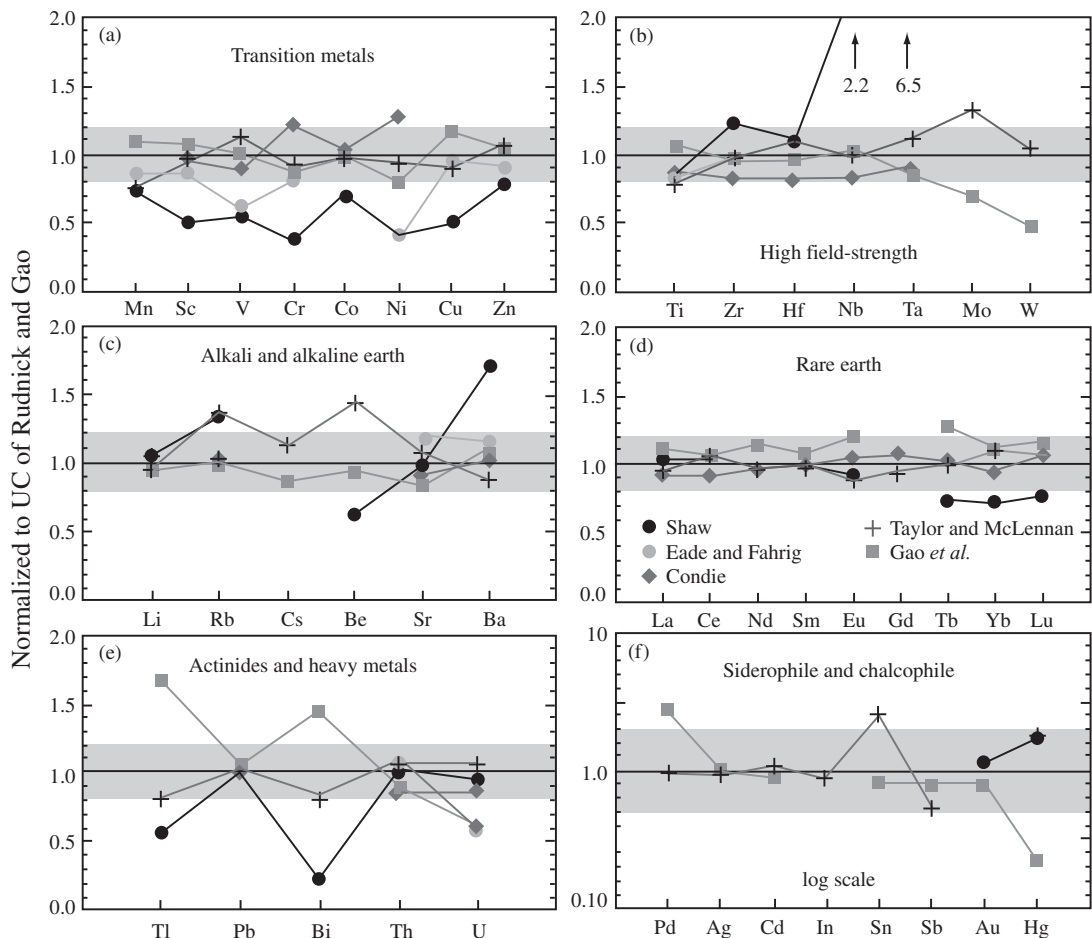 Normalized to UC of Rudnick and Gao
(a)
Transition metals
2.0
1.5
1.0
0.5
0.0
Mn Sc V Cr Co Ni Cu Zn
(b)
2.2 6.5
High field-strength
2.0
1.5
1.0
0.5
0.0
Ti Zr Hf Nb Ta Mo W
(c)
Alkali and alkaline earth
2.0
1.5
1.0
0.5
0.0
Li Rb Cs Be Sr Ba
(d)
Rare earth
2.0
1.5
1.0
0.5
0.0
Shaw
Eade and Fahrig
Condie
Taylor and McLennan
Gao et al.
La Ce Nd Sm Eu Gd Tb Yb Lu
(e)
Actinides and heavy metals
2.0
1.5
1.0
0.5
0.0
Tl Pb Bi Th U
(f)
Siderophile and chalcophile
10
1.0
0.10
log scale
Pd Ag Cd In Sn Sb Au Hg